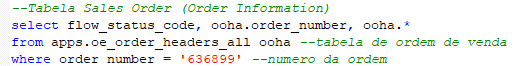 --Tabela Sales Order (Order Information)
select flow_status_code, ooha.order_number, ooha.*
from apps.oe_order_headers_all ooha --tabela de ordem de venda
where order_number = '636899' --numero da ordem